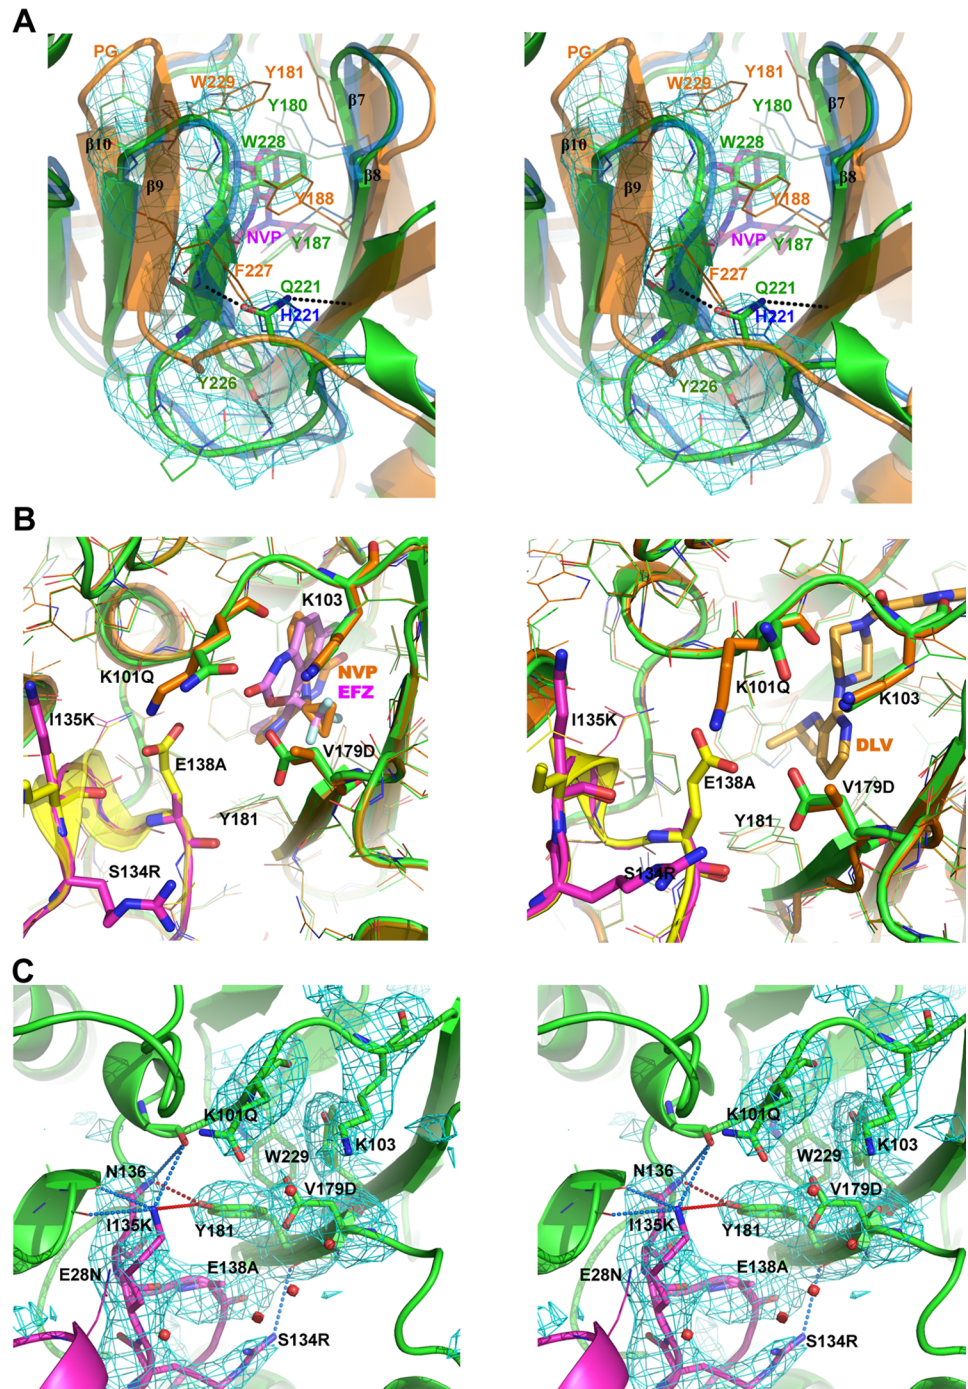 A
PG
W229
Y181
β7
Y180
β10
W228
β8
β9
Y188
NVP
Y187
F227
Q221
H221
Y226
PG
W229
Y181
β7
Y180
β10
W228
β8
β9
Y188
NVP
Y187
F227
Q221
H221
Y226
B
K103
K101Q
NVP
EFZ
I135K
V179D
E138A
Y181
S134R
K101Q
K103
I135K
DLV
E138A
V179D
Y181
S134R
C
K101Q
K103
W229
N136
V179D
I135K
Y181
E28N
E138A
S134R
K101Q
K103
W229
N136
V179D
I135K
Y181
E28N
E138A
S134R